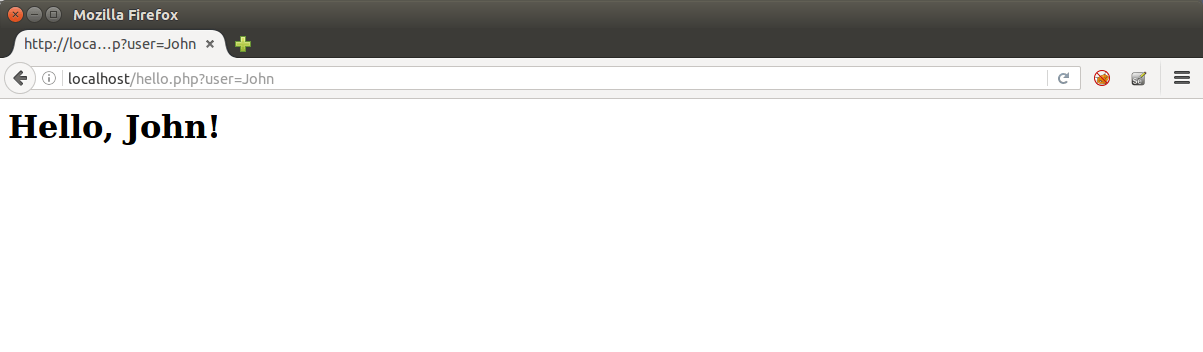 Mozilla Firefox
http://loca...p?user=John
localhost/hello.php?user=John
Hello, John!